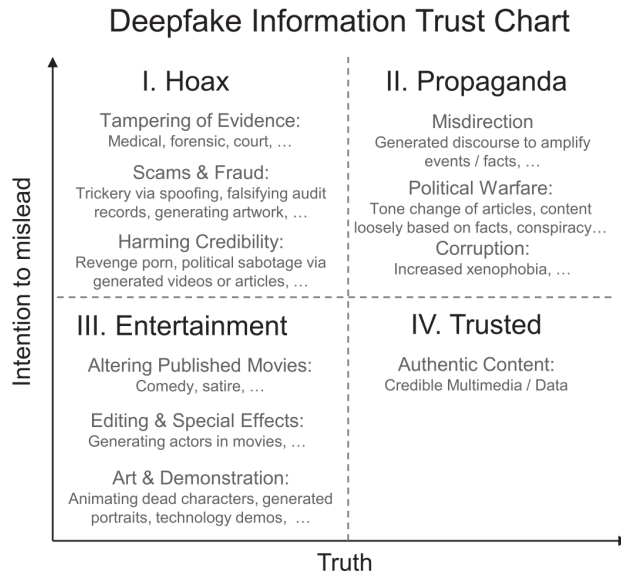 Deepfake Information Trust Chart
Intention to mislead
I. Hoax
Tampering of Evidence:
Medical, forensic, court, ...
Scams & Fraud:
Trickery via spoofing, falsifying audit
records, generating artwork, ...
Harming Credibility:
Revenge porn, political sabotage via
generated videos or articles, ...
II. Propaganda
Misdirection
Generated discourse to amplify
events / facts, ...
Political Warfare:
Tone change of articles, content
loosely based on facts, conspiracy...
Corruption:
Increased xenophobia, ...
III. Entertainment
Altering Published Movies:
Comedy, satire, ...
Editing & Special Effects:
Generating actors in movies, ...
Art & Demonstration:
Animating dead characters, generated
portraits, technology demos, ...
IV. Trusted
Authentic Content:
Credible Multimedia / Data
Truth